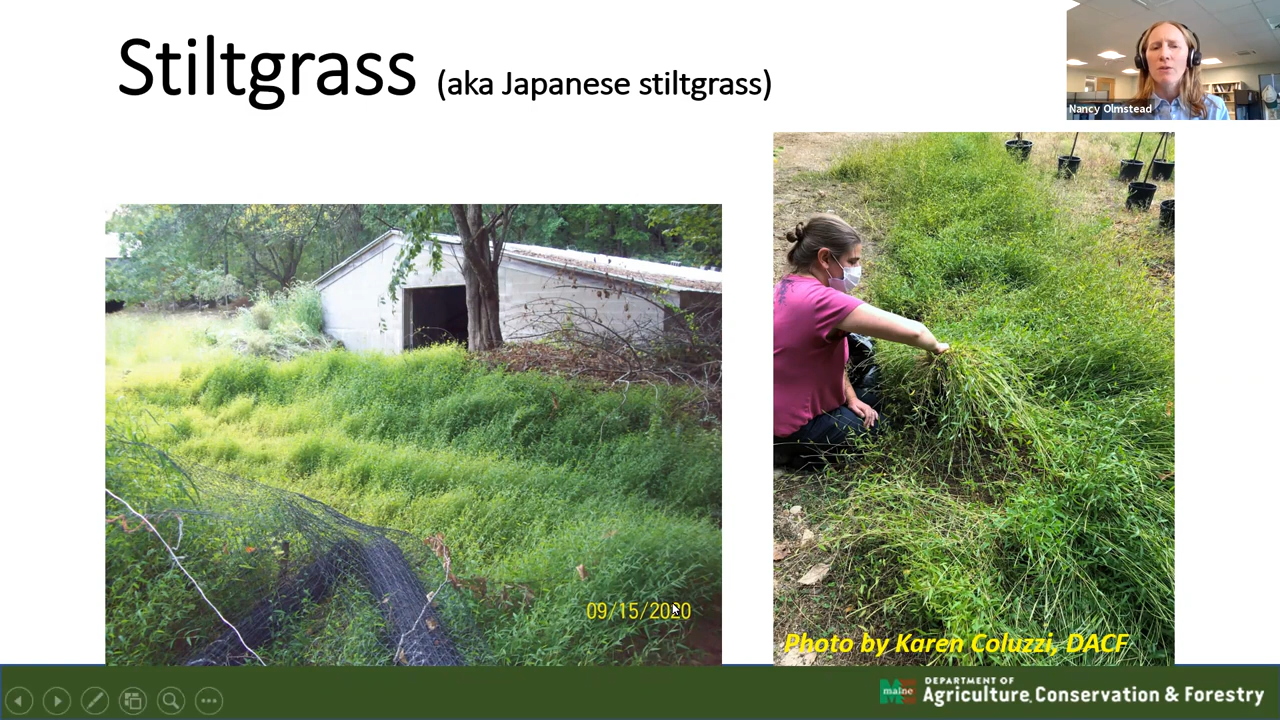 Stiltgrass (aka Japanese stiltgrass)
Nancy Olmstead
09/15/2020
Photo by Karen Coluzzi, DACF
maine
DEPARTMENT OF
Agriculture, Conservation & Forestry